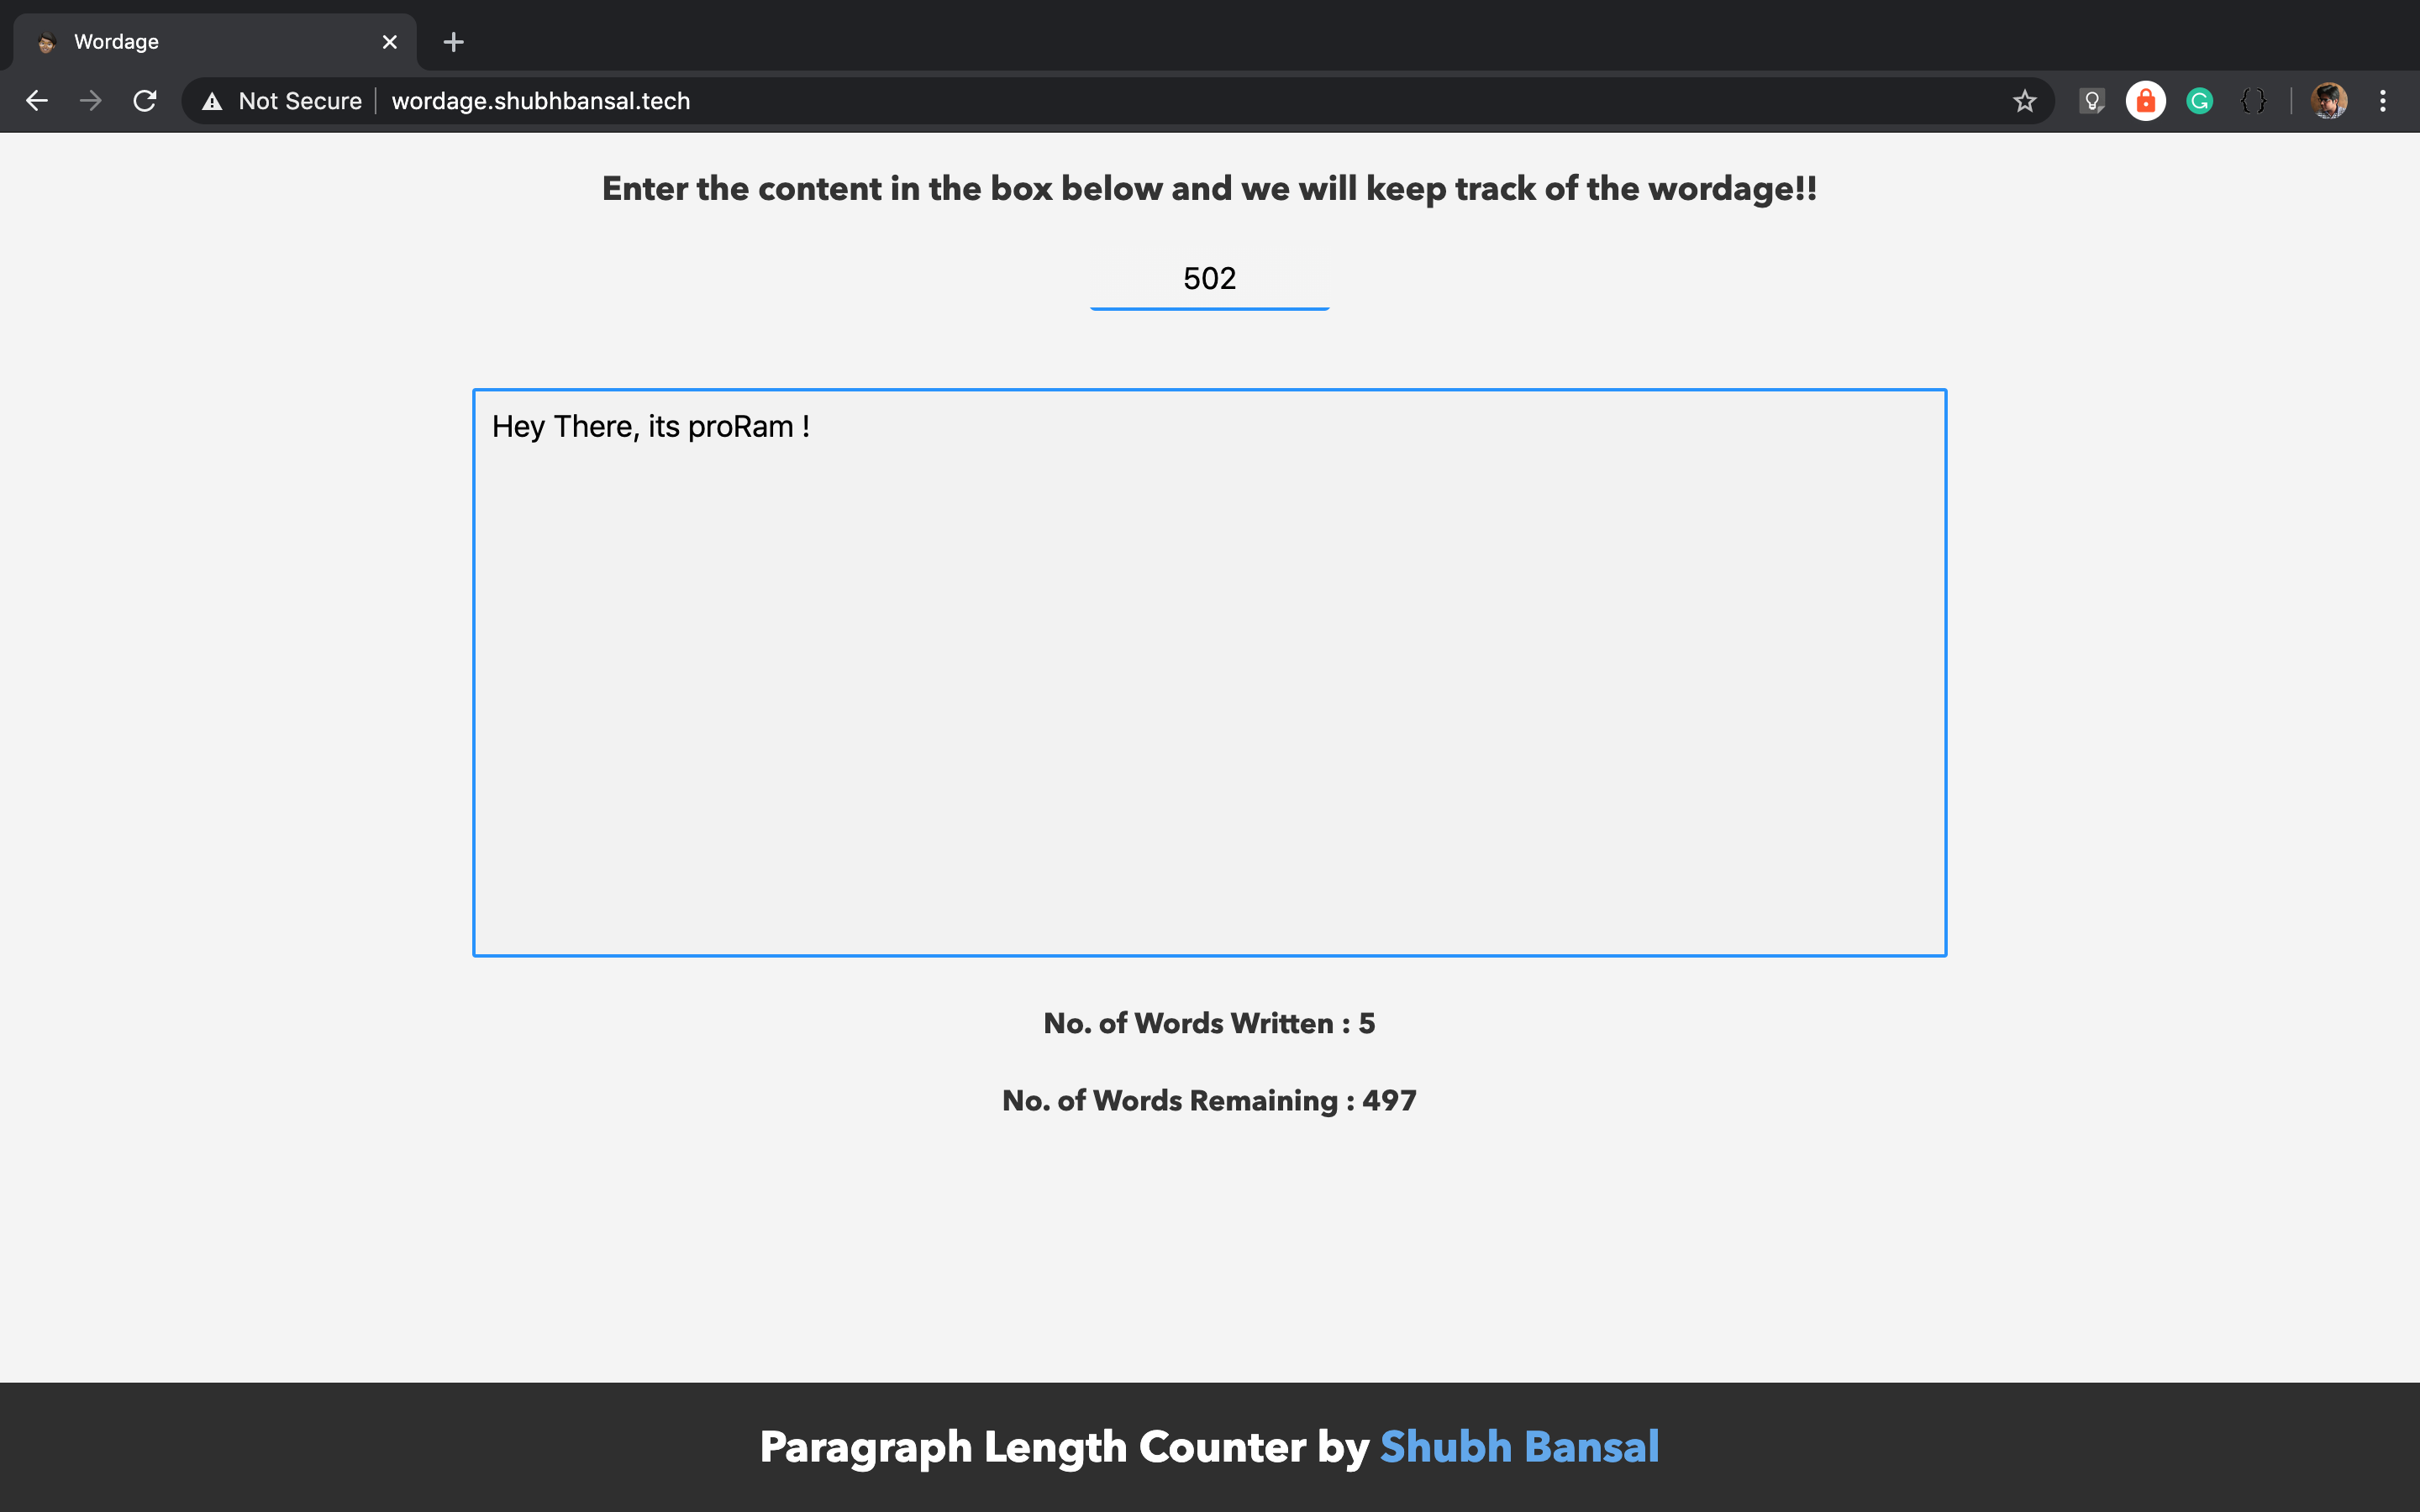 Wordage
Not Secure wordage.shubhbansal.tech
Enter the content in the box below and we will keep track of the wordage!!
502
Hey There, its proRam !
No. of Words Written : 5
No. of Words Remaining : 497
Paragraph Length Counter by Shubh Bansal